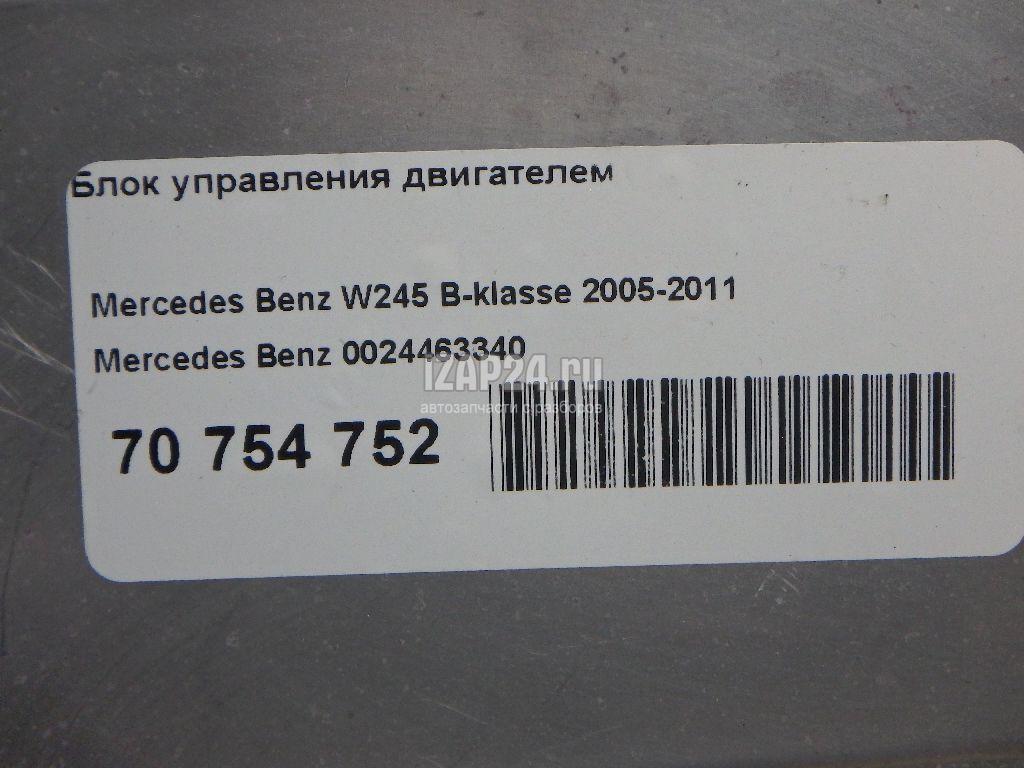 Блок управления двигателем
Mercedes Benz W245 B-klasse 2005-2011
Mercedes Benz 0024463340
IZAP24.ru
автозапчасти с разборов
70 754 752